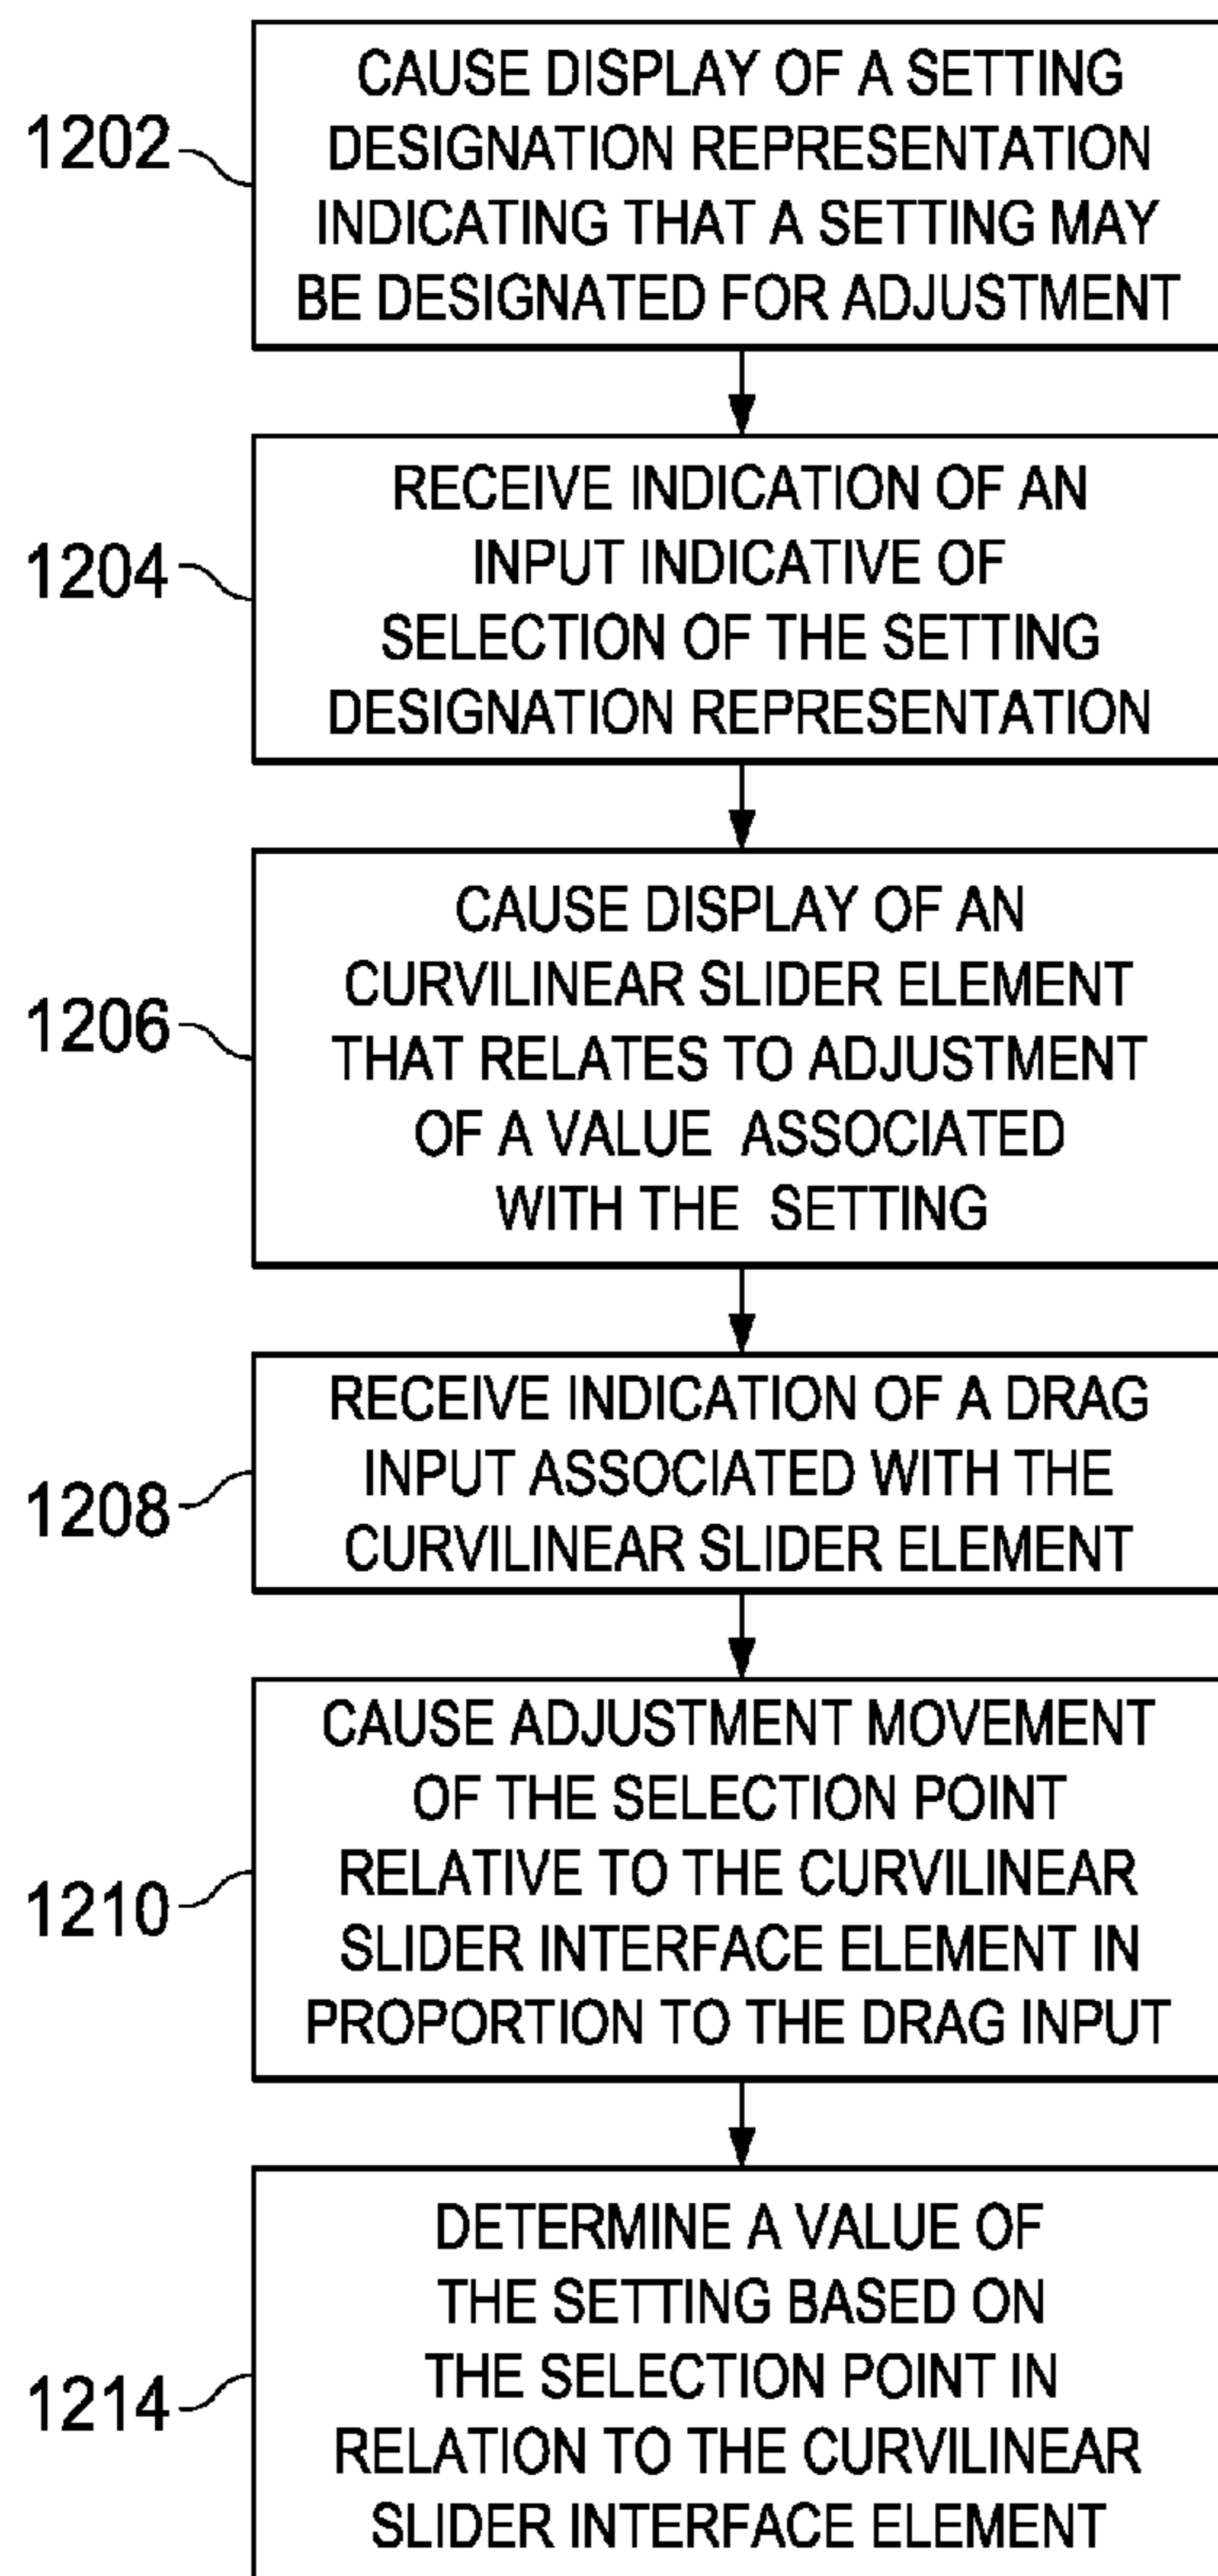 CAUSE DISPLAY OF A SETTING
DESIGNATION REPRESENTATION
INDICATING THAT A SETTING MAY
BE DESIGNATED FOR ADJUSTMENT
1202
RECEIVE INDICATION OF AN
INPUT INDICATIVE OF
SELECTION OF THE SETTING
DESIGNATION REPRESENTATION
1204
CAUSE DISPLAY OF AN
CURVILINEAR SLIDER ELEMENT
THAT RELATES TO ADJUSTMENT
OF A VALUE ASSOCIATED
WITH THE SETTING
1206
RECEIVE INDICATION OF A DRAG
INPUT ASSOCIATED WITH THE
CURVILINEAR SLIDER ELEMENT
1208
CAUSE ADJUSTMENT MOVEMENT
OF THE SELECTION POINT
RELATIVE TO THE CURVILINEAR
SLIDER INTERFACE ELEMENT IN
PROPORTION TO THE DRAG INPUT
1210
DETERMINE A VALUE OF
THE SETTING BASED ON
THE SELECTION POINT IN
RELATION TO THE CURVILINEAR
SLIDER INTERFACE ELEMENT
1214